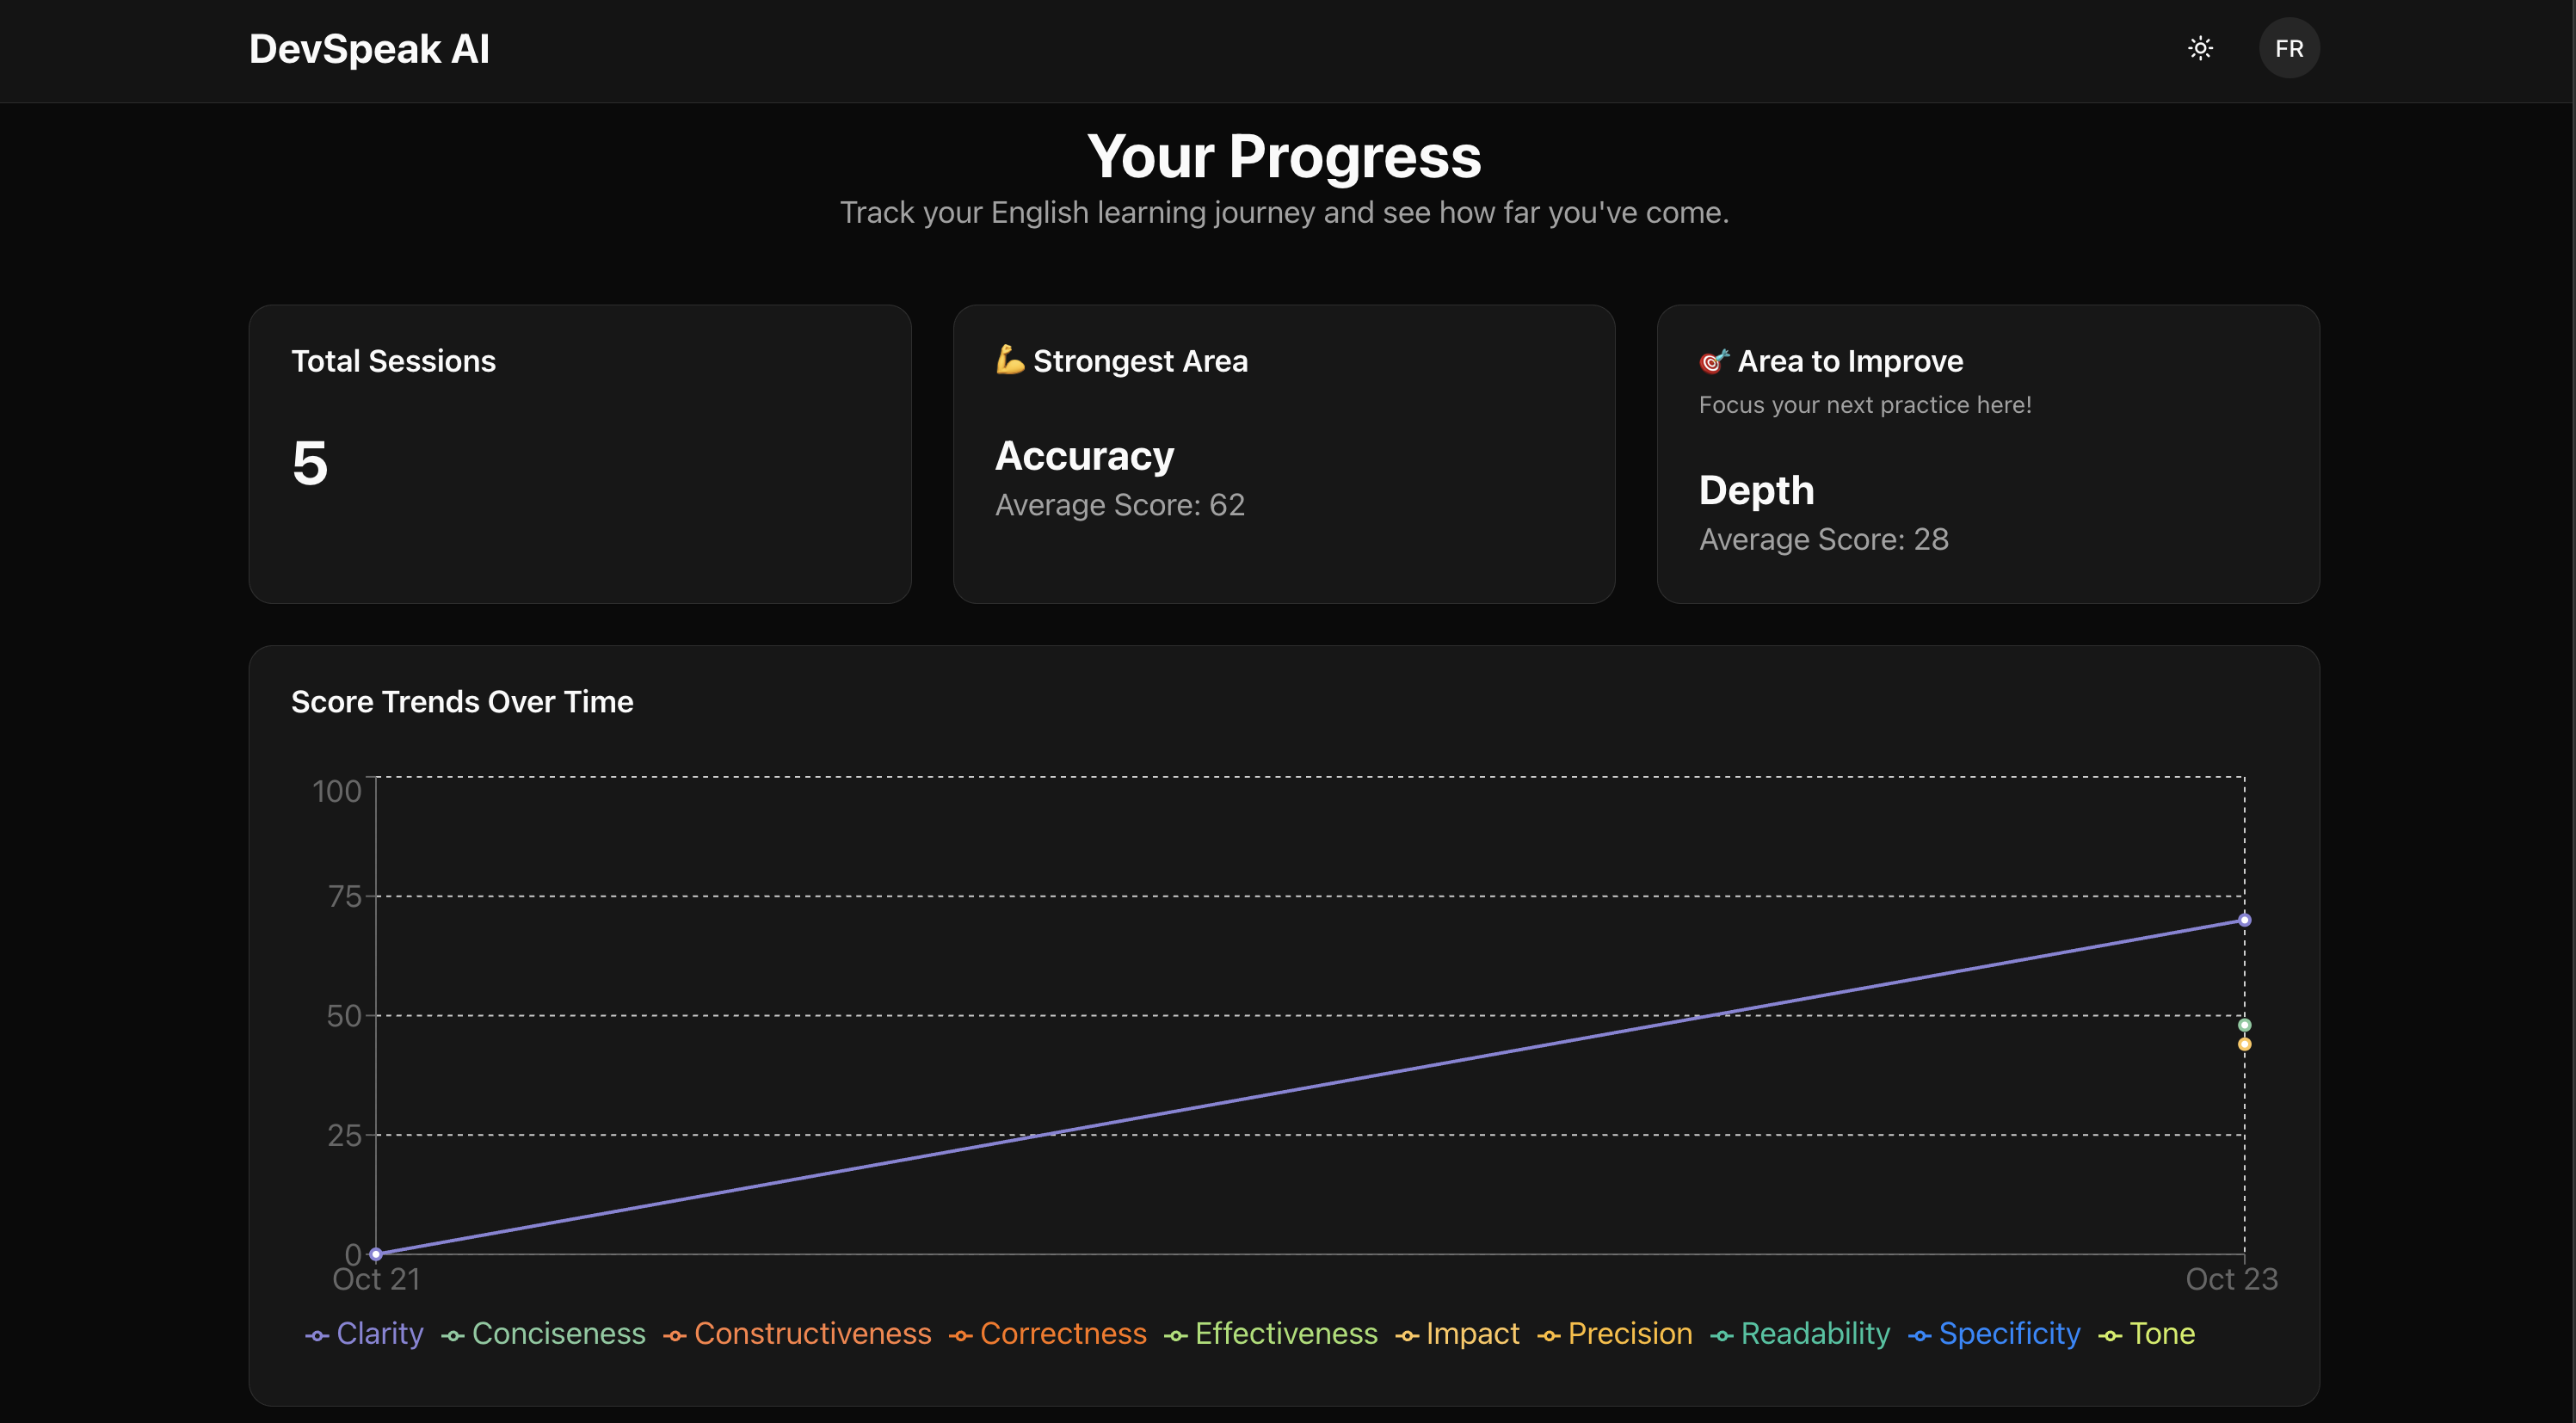 DevSpeak AI
FR
Your Progress
Track your English learning journey and see how far you've come.
Total Sessions
5
💪 Strongest Area
Accuracy
Average Score: 62
🎯 Area to Improve
Focus your next practice here!
Depth
Average Score: 28
Score Trends Over Time
100
75
50
25
0
Oct 21
Oct 23
Clarity Conciseness Constructiveness Correctness Effectiveness Impact Precision Readability Specificity Tone